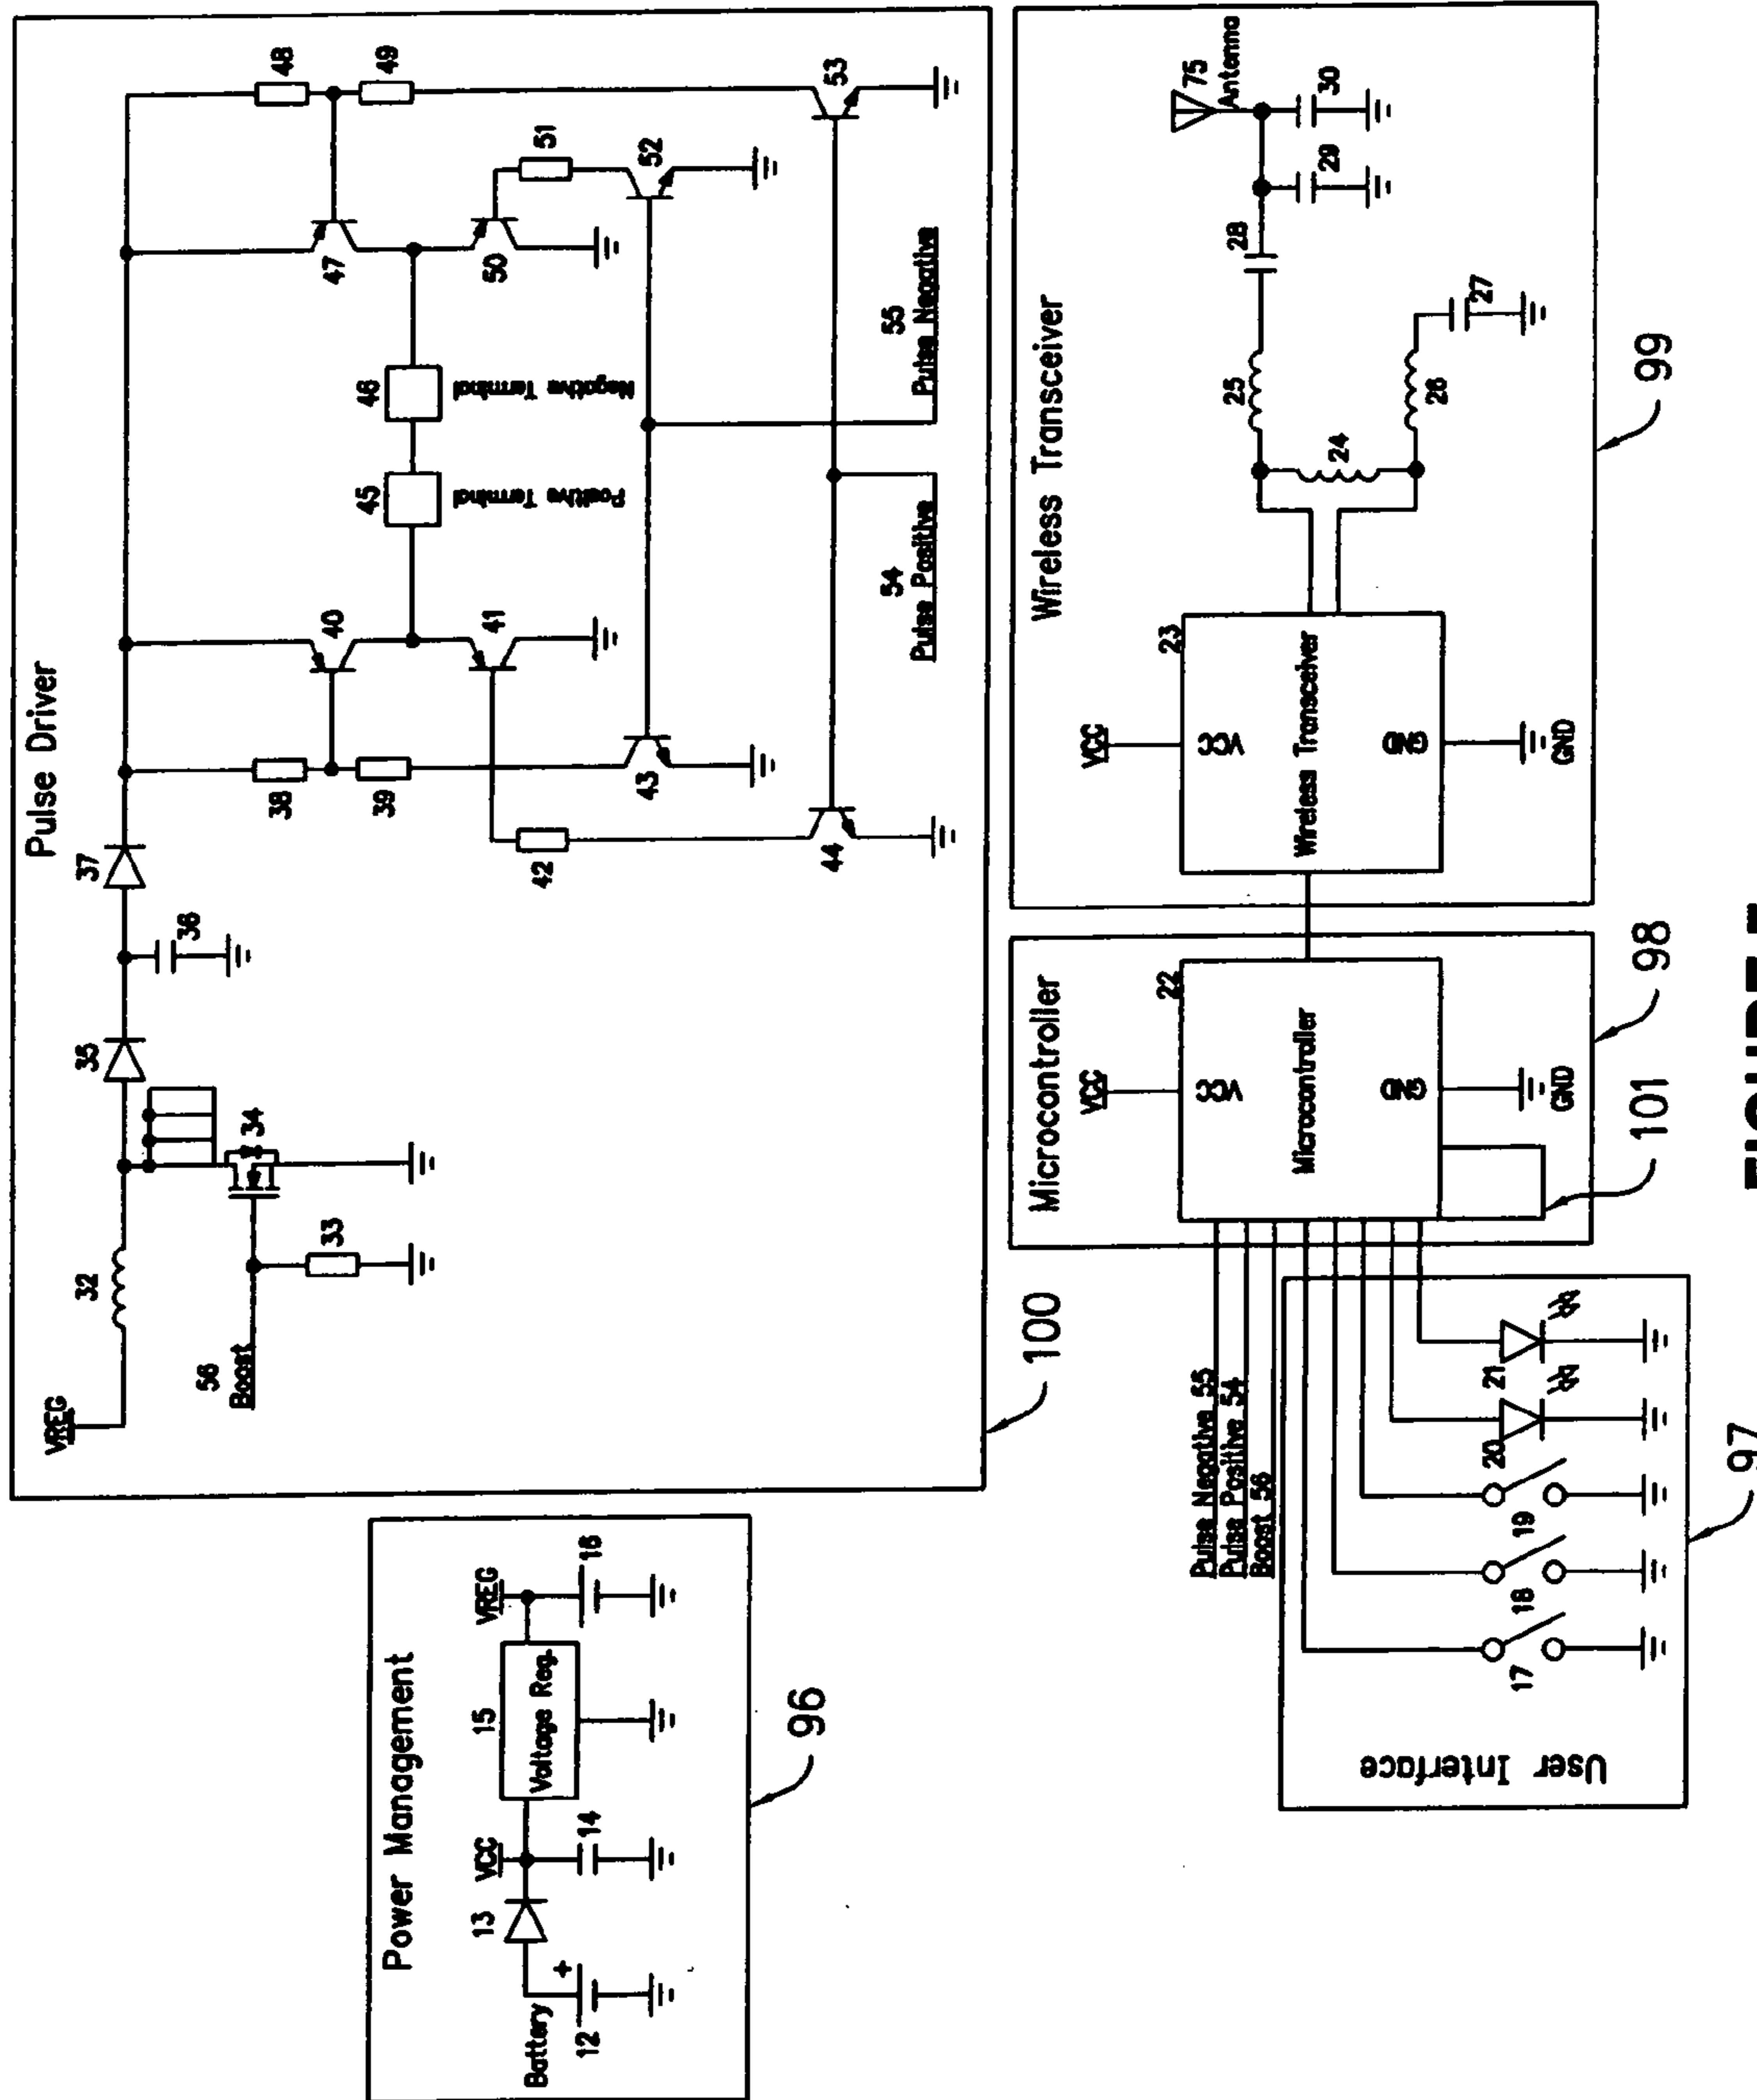 Power Management
Battery
12
+
13
VCC
14
15
Voltage Reg.
VREG
16
96
Pulse Driver
VREG
32
56
Boost
33
34
35
36
37
38
39
40
41
42
43
44
45
Positive Terminal
46
Negative Terminal
47
48
49
50
51
52
53
54
Pulse Positive
55
Pulse Negative
100
User Interface
17
18
19
20
21
97
Pulse Negative 55
Pulse Positive 54
Boost 56
Microcontroller
VCC
22
VCC
Microcontroller
GND
GND
101
98
Wireless Transceiver
VCC
23
VCC
Wireless Transceiver
GND
GND
24
25
26
27
28
29
30
75
Antenna
99